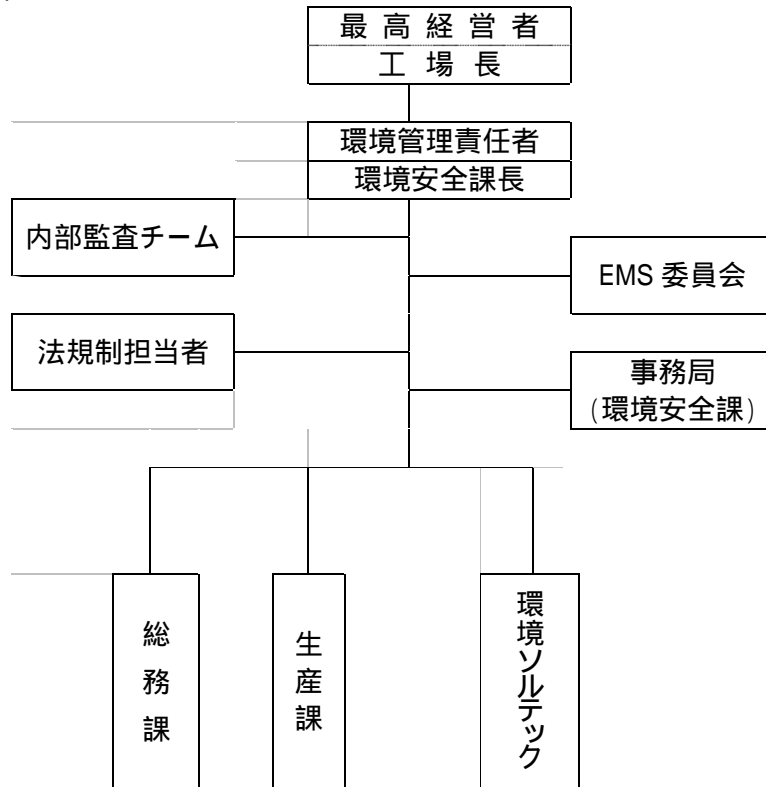 最高経営者
工場長
環境管理責任者
環境安全課長
内部監査チーム
EMS 委員会
法規制担当者
事務局
(環境安全課)
総務課
生産課
環境ソルテック